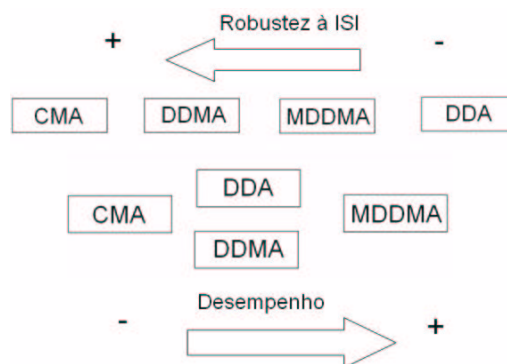 Robustez à ISI
+ -
CMA DDMA MDDMA DDA
DDA
CMA MDDMA
DDMA
Desempenho
- +